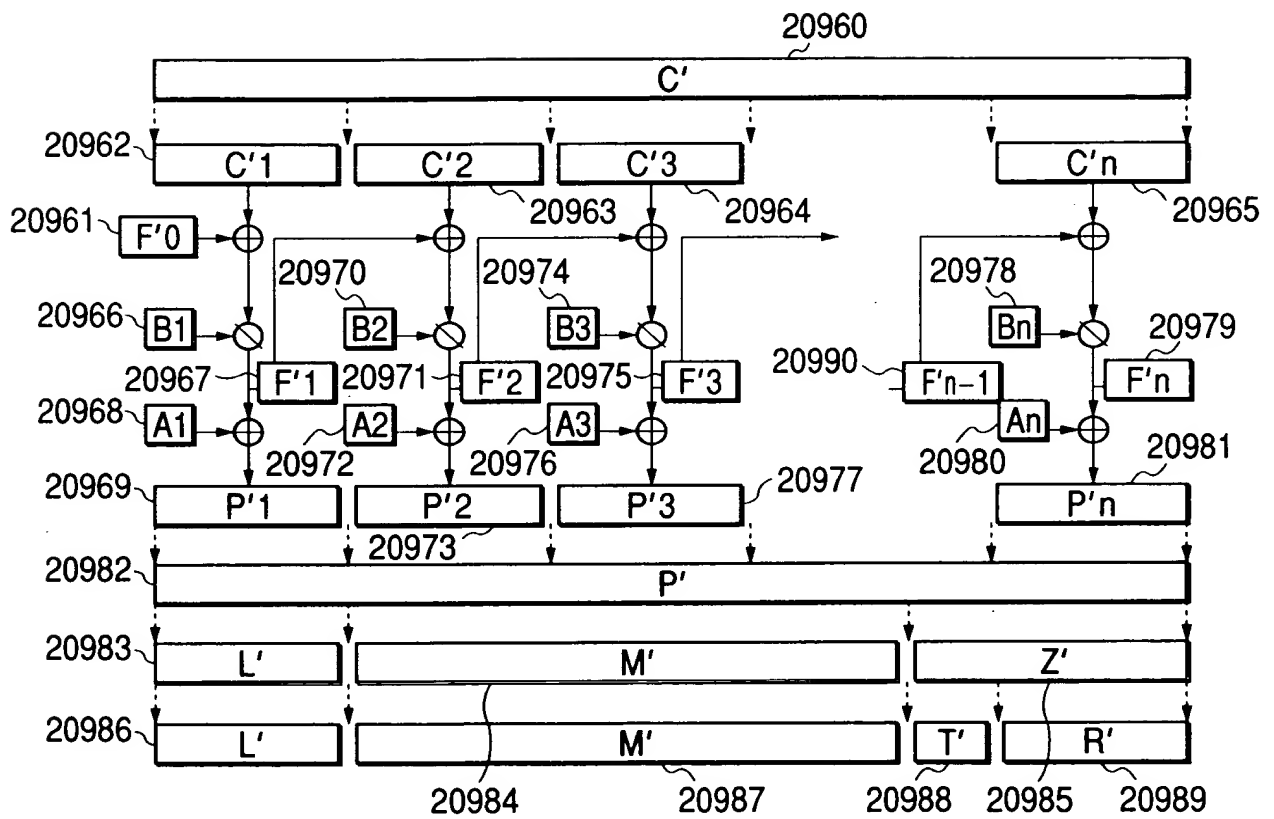 20960
C'
20962 C'1 C'2 C'3 C'n
20963 20964 20965
20961 F'0
20970 20974 20978
20966 B1 B2 B3 Bn 20979
20967 F'1 20971 F'2 20975 F'3 20990 F'n-1 F'n
20968 A1 A2 A3 An
20972 20976 20980 20981
20969 P'1 P'2 P'3 20977 P'n
20973
20982 P'
20983 L' M' Z'
20986 L' M' T' R'
20984 20987 20988 20985 20989